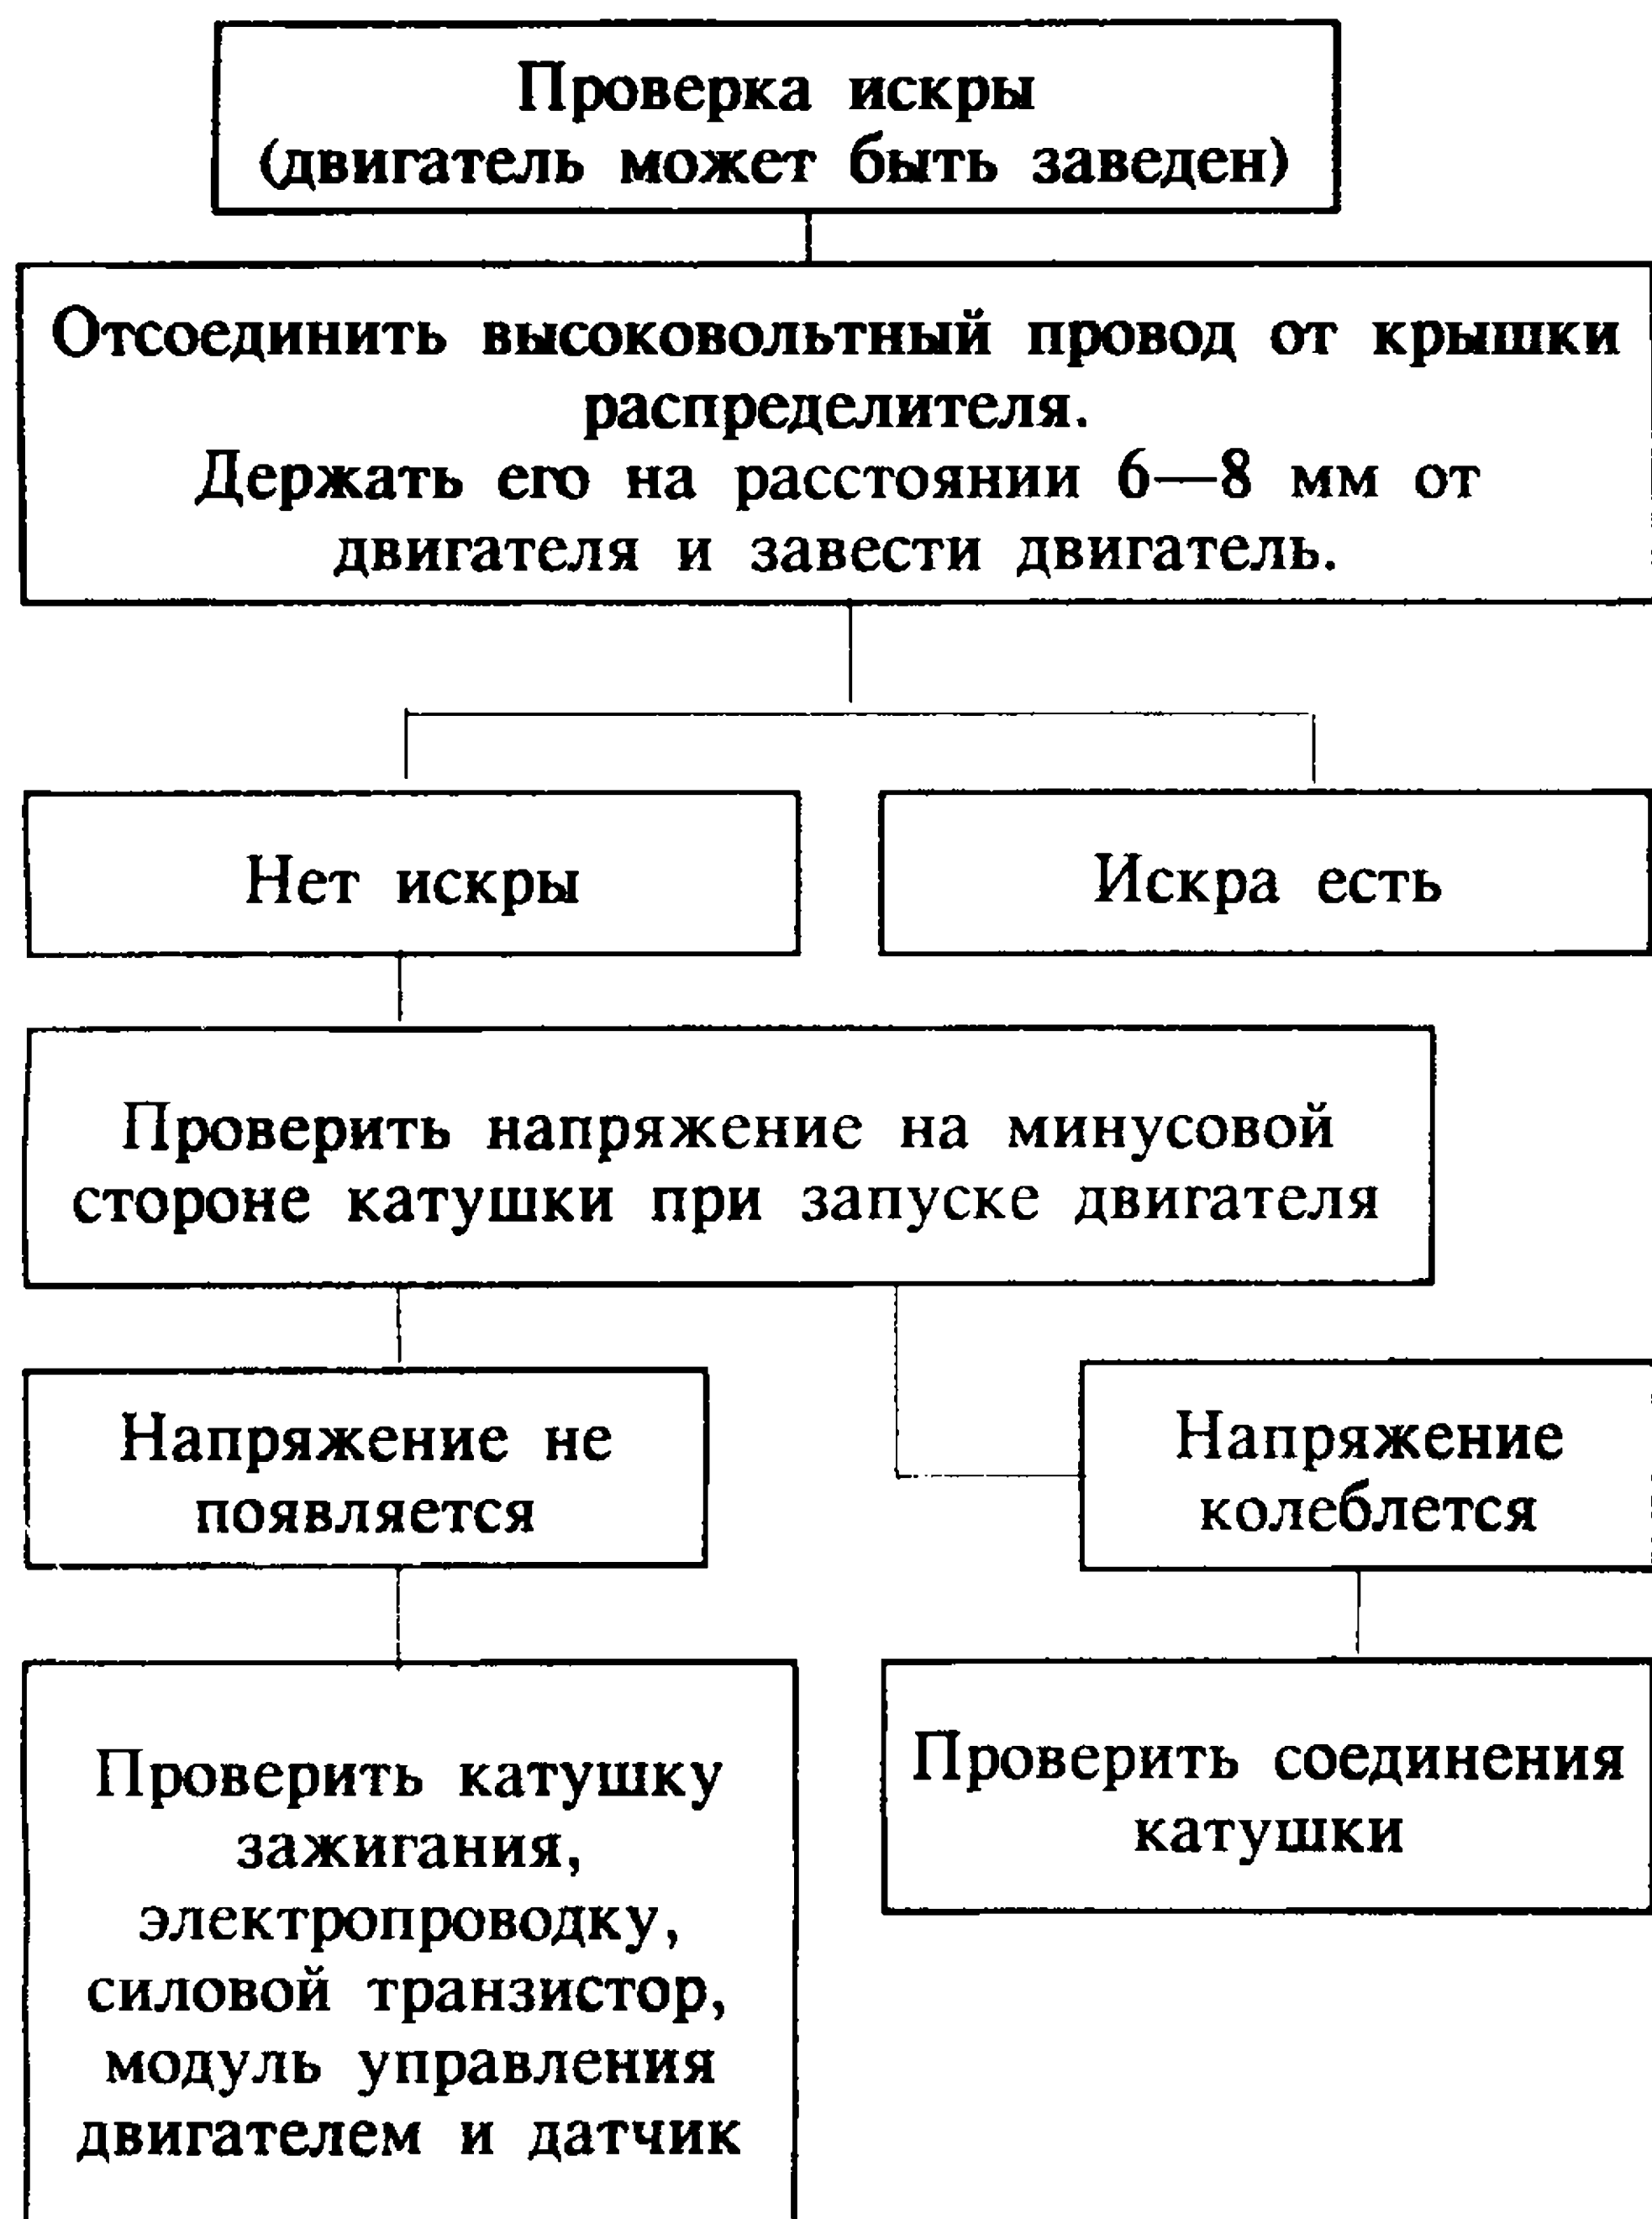 Проверка искры
(двигатель может быть заведен)
Отсоединить высоковольтный провод от крышки
распределителя.
Держать его на расстоянии 6—8 мм от
двигателя и завести двигатель.
Нет искры
Искра есть
Проверить напряжение на минусовой
стороне катушки при запуске двигателя
Напряжение не
появляется
Напряжение
колеблется
Проверить катушку
зажигания,
электропроводку,
силовой транзистор,
модуль управления
двигателем и датчик
Проверить соединения
катушки